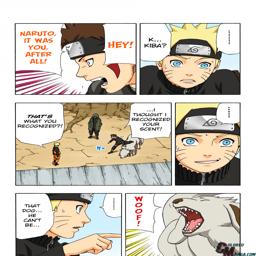 NARUTO,
IT WAS
YOU,
AFTER
ALL!
HEY!
K...
KIBA?
THAT'S
WHAT YOU
RECOGNIZED?!
...I
THOUGHT I
RECOGNIZED
YOUR
SCENT!
THAT
DOG...
HE
CAN'T
BE...
WOOF!